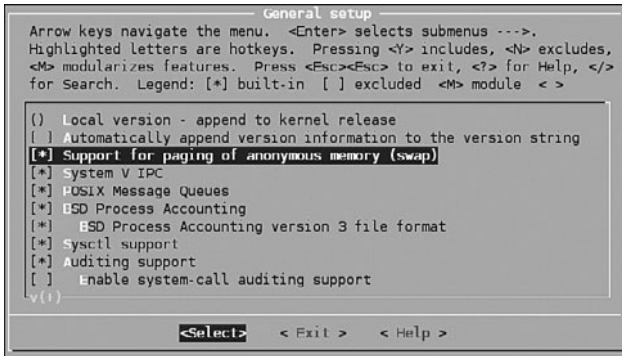 General setup
Arrow keys navigate the menu. <Enter> selects submenus --->.
Highlighted letters are hotkeys. Pressing <Y> includes, <N> excludes,
<M> modularizes features. Press <Esc><Esc> to exit, <?> for Help, </>
for Search. Legend: [*] built-in [ ] excluded <M> module < >
() Local version - append to kernel release
[ ] Automatically append version information to the version string
[*] Support for paging of anonymous memory (swap)
[*] System V IPC
[*] POSIX Message Queues
[*] BSD Process Accounting
[*] BSD Process Accounting version 3 file format
[*] Sysctl support
[*] Auditing support
[ ] Enable system-call auditing support
v(+)
<Select> < Exit > < Help >